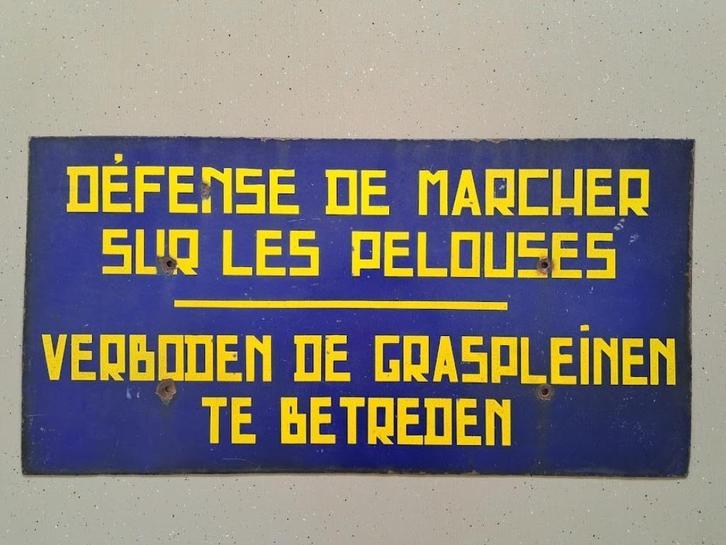 DÉFENSE DE MARCHER
SUR LES PELOUSES
VERBODEN DE GRASPLEINEN
TE BETREDEN